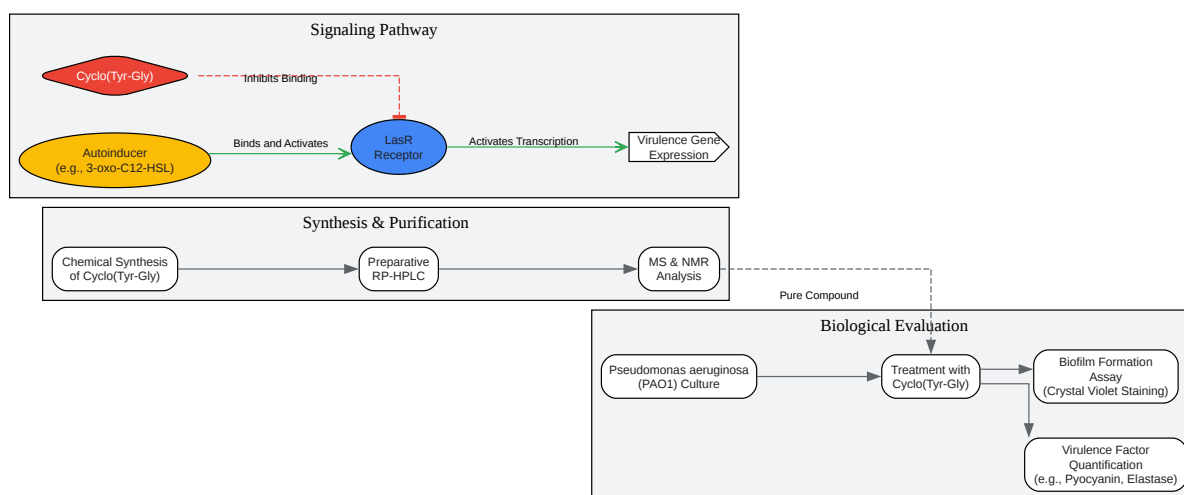 Signaling Pathway
Cyclo(Tyr-Gly)
Inhibits Binding
Autoinducer
(e.g., 3-oxo-C12-HSL)
Binds and Activates
LasR
Receptor
Activates Transcription
Virulence Gene
Expression
Synthesis & Purification
Chemical Synthesis
of Cyclo(Tyr-Gly)
Preparative
RP-HPLC
MS & NMR
Analysis
Pure Compound
Biological Evaluation
Pseudomonas aeruginosa
(PAO1) Culture
Treatment with
Cyclo(Tyr-Gly)
Biofilm Formation
Assay
(Crystal Violet Staining)
Virulence Factor
Quantification
(e.g., Pyocyanin, Elastase)